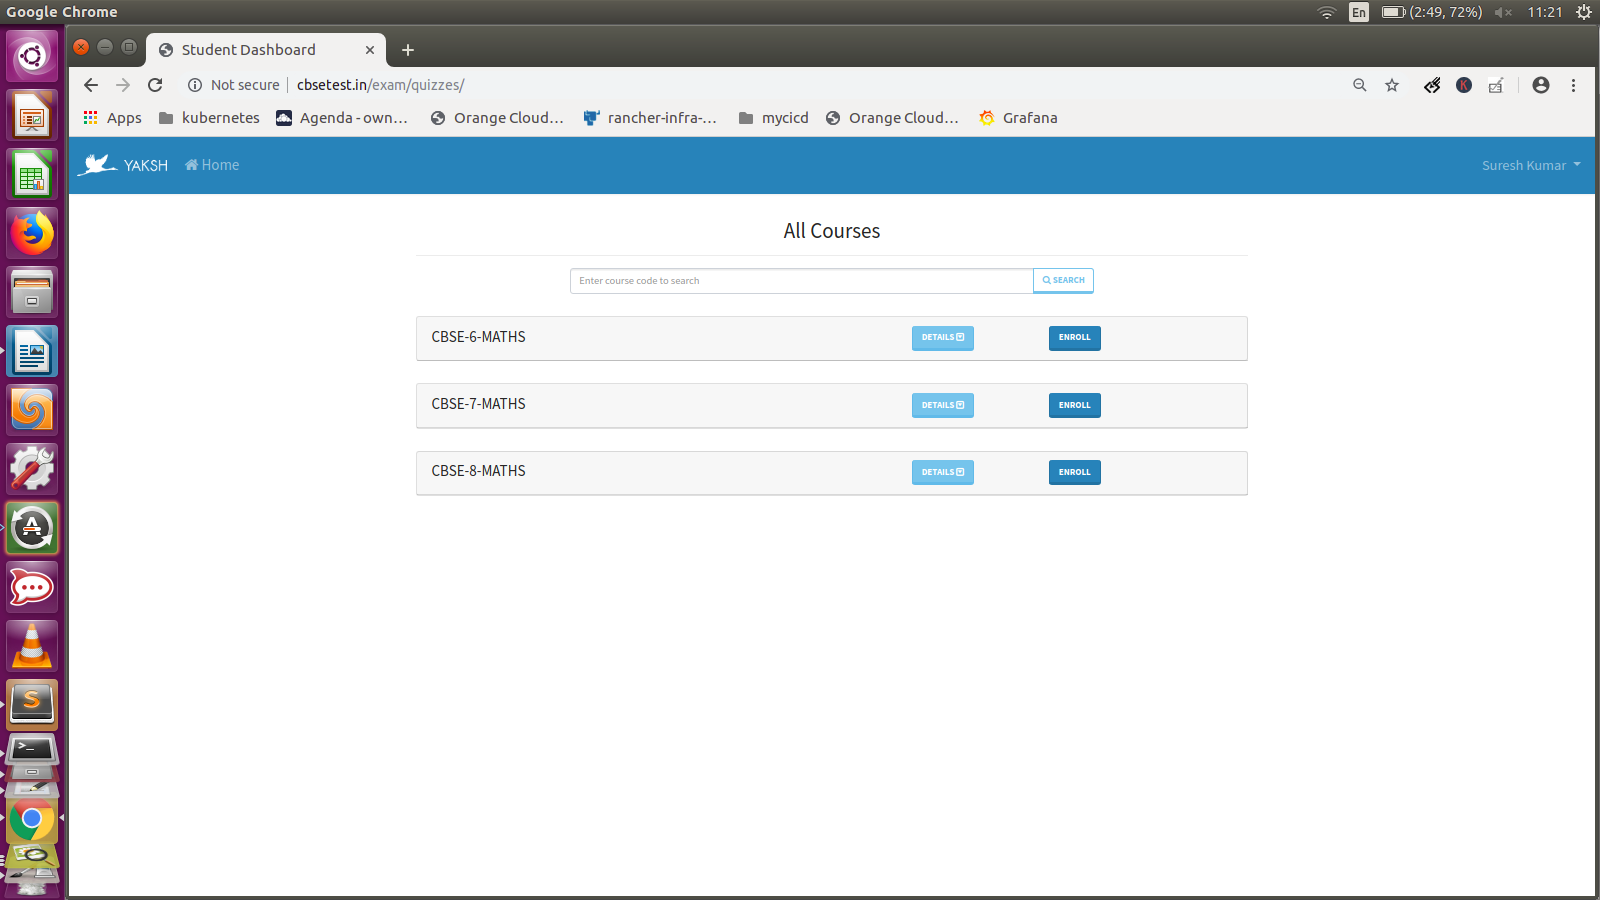 Google Chrome
En (2:49, 72%) 11:21
Student Dashboard
Not secure cbsetest.in/exam/quizzes/
K
Apps kubernetes Agenda - own... Orange Cloud... rancher-infra-... mycicd Orange Cloud... Grafana
YAKSH Home Suresh Kumar
All Courses
Enter course code to search SEARCH
CBSE-6-MATHS DETAILS ENROLL
CBSE-7-MATHS DETAILS ENROLL
CBSE-8-MATHS DETAILS ENROLL
A
S
>_